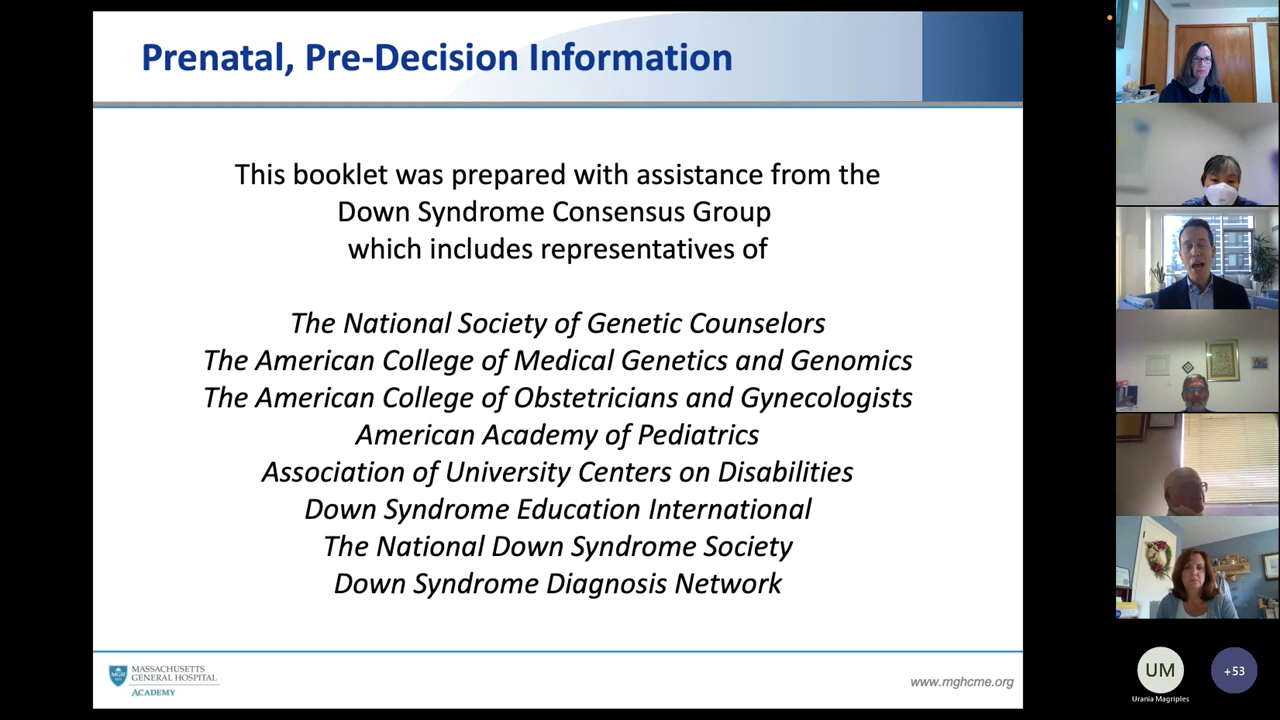 Prenatal, Pre-Decision Information
This booklet was prepared with assistance from the
Down Syndrome Consensus Group
which includes representatives of
The National Society of Genetic Counselors
The American College of Medical Genetics and Genomics
The American College of Obstetricians and Gynecologists
American Academy of Pediatrics
Association of University Centers on Disabilities
Down Syndrome Education International
The National Down Syndrome Society
Down Syndrome Diagnosis Network
MGH
MASSACHUSETTS
GENERAL HOSPITAL
ACADEMY
www.mghcme.org
UM
Urania Magriples
+53